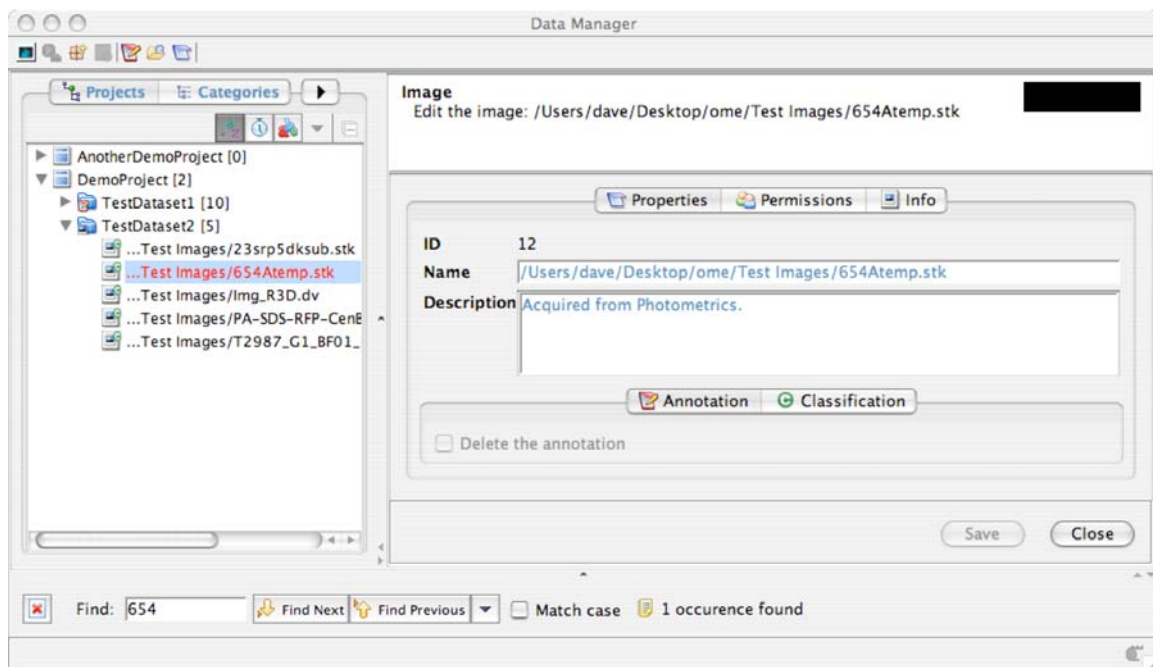 Data Manager
Projects Categories
Image
Edit the image: /Users/dave/Desktop/ome/Test Images/654Atemp.stk
AnotherDemoProject [0]
DemoProject [2]
TestDataset1 [10]
TestDataset2 [5]
...Test Images/23srp5dksub.stk
...Test Images/654Atemp.stk
...Test Images/Img_R3D.dv
...Test Images/PA-SDS-RFP-CenB
...Test Images/T2987_G1_BF01_
Properties Permissions Info
ID 12
Name /Users/dave/Desktop/ome/Test Images/654Atemp.stk
Description Acquired from Photometrics.
Annotation Classification
Delete the annotation
Save Close
Find: 654 Find Next Find Previous Match case 1 occurence found